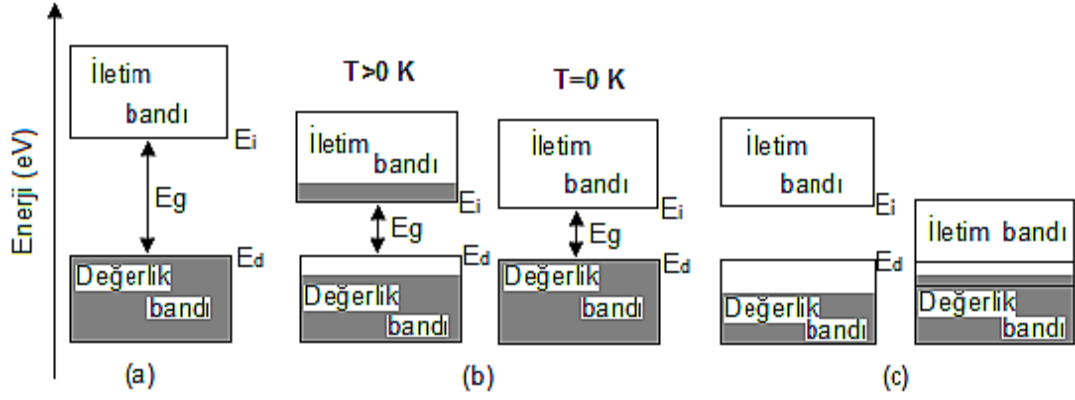 Enerji (eV)
İletim
bandı
Ei
Eg
Ed
Değerlik
bandı
(a)
T>0 K
İletim
bandı
Ei
Eg
Ed
Değerlik
bandı
T=0 K
İletim
bandı
Ei
Eg
Ed
Değerlik
bandı
(b)
İletim
bandı
Ei
Ed
Değerlik
bandı
İletim bandı
Değerlik
bandı
(c)